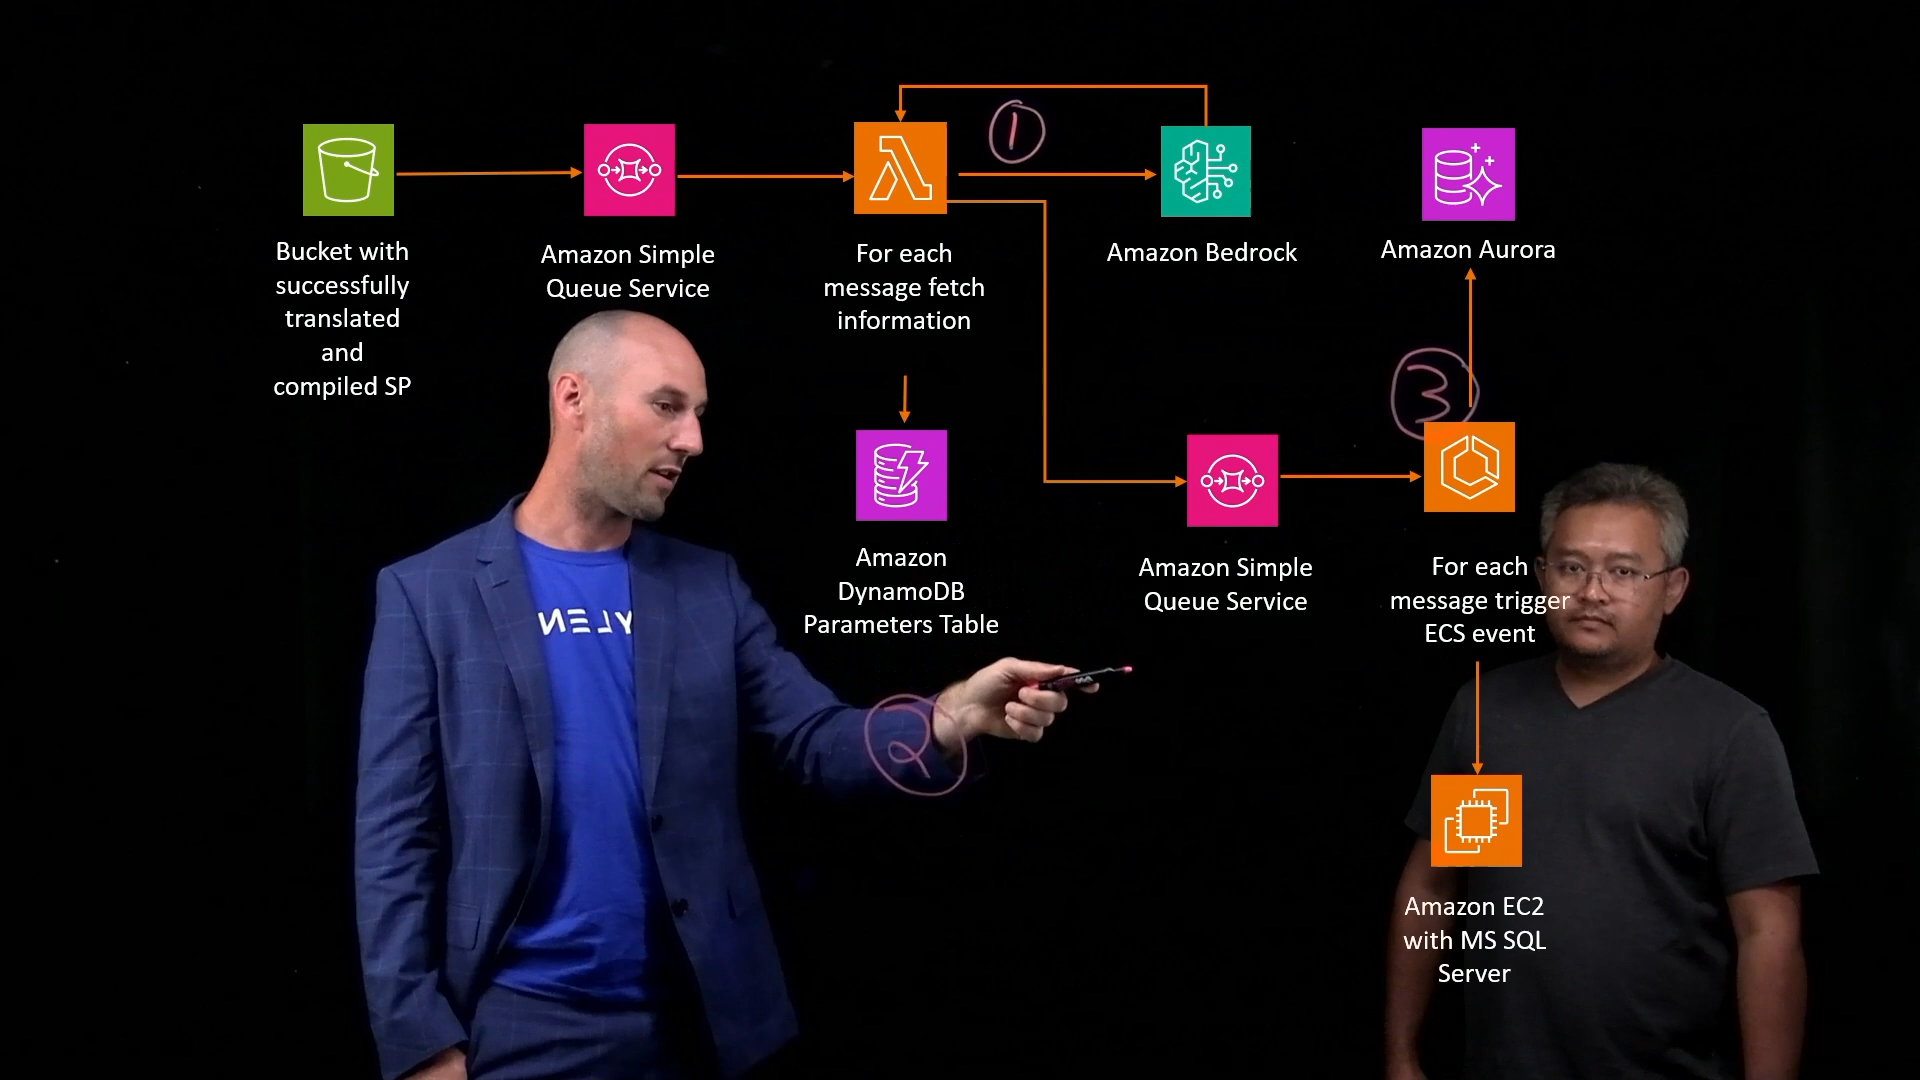 Bucket with
successfully
translated
and
compiled SP
Amazon Simple
Queue Service
For each
message fetch
information
1
Amazon Bedrock
Amazon Aurora
3
Amazon
DynamoDB
Parameters Table
Amazon Simple
Queue Service
For each
message trigger
ECS event
2
Amazon EC2
with MS SQL
Server